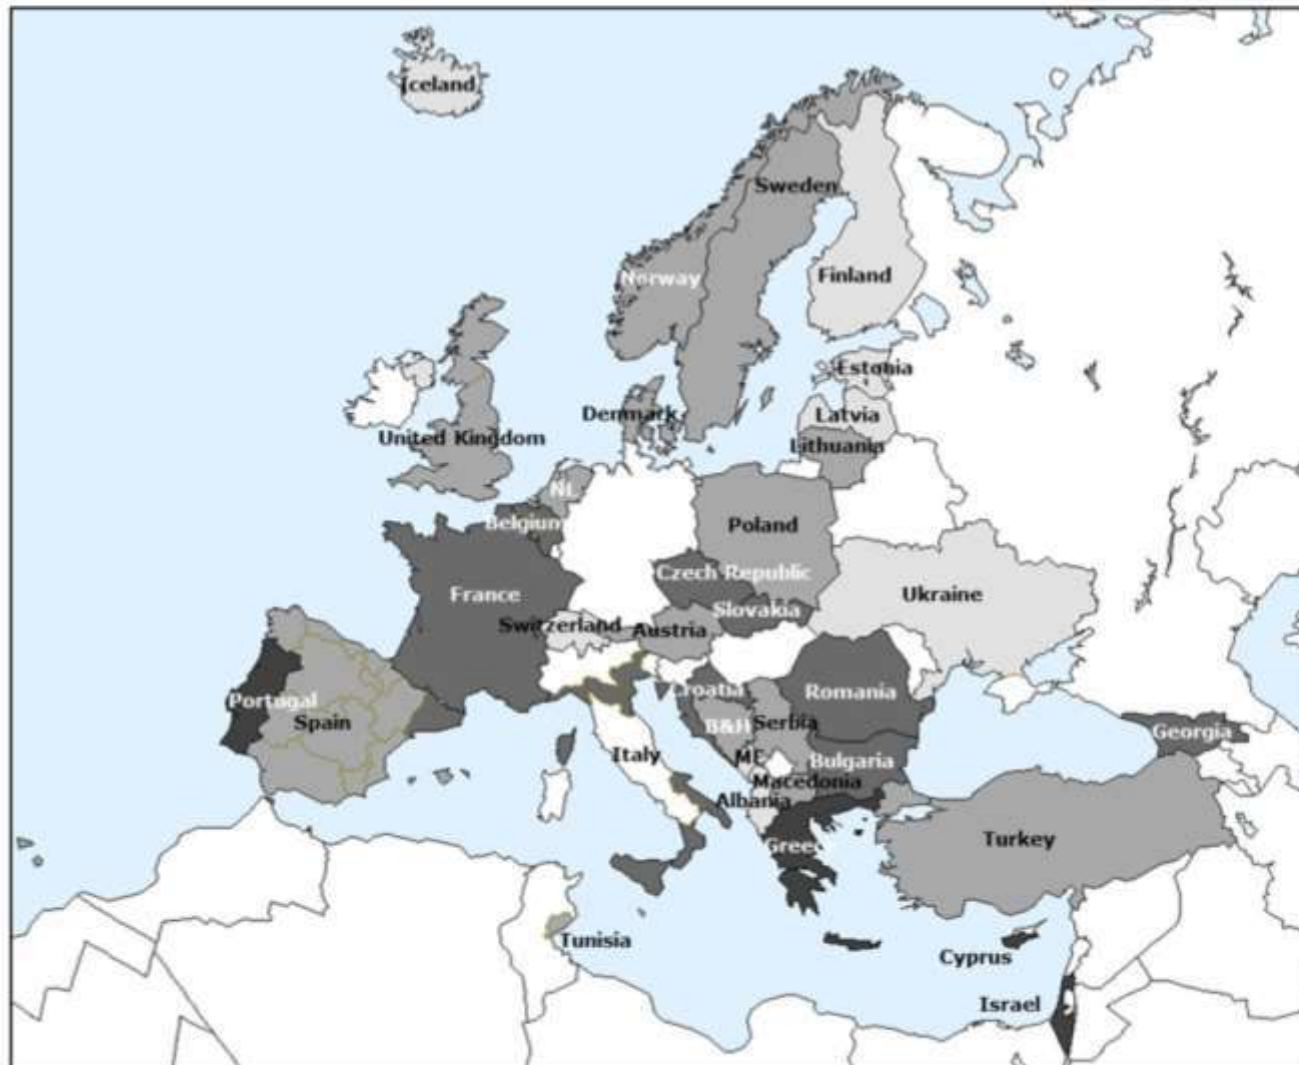 Iceland
Sweden
Norway
Finland
Estonia
Denmark
Latvia
United Kingdom
Lithuania
NL
Belgium
Poland
Czech Republic
France
Ukraine
Slovakia
Switzerland
Austria
Croatia
Romania
Portugal
Spain
B&H
Serbia
Georgia
Italy
ME
Bulgaria
Macedonia
Albania
Greece
Turkey
Tunisia
Cyprus
Israel